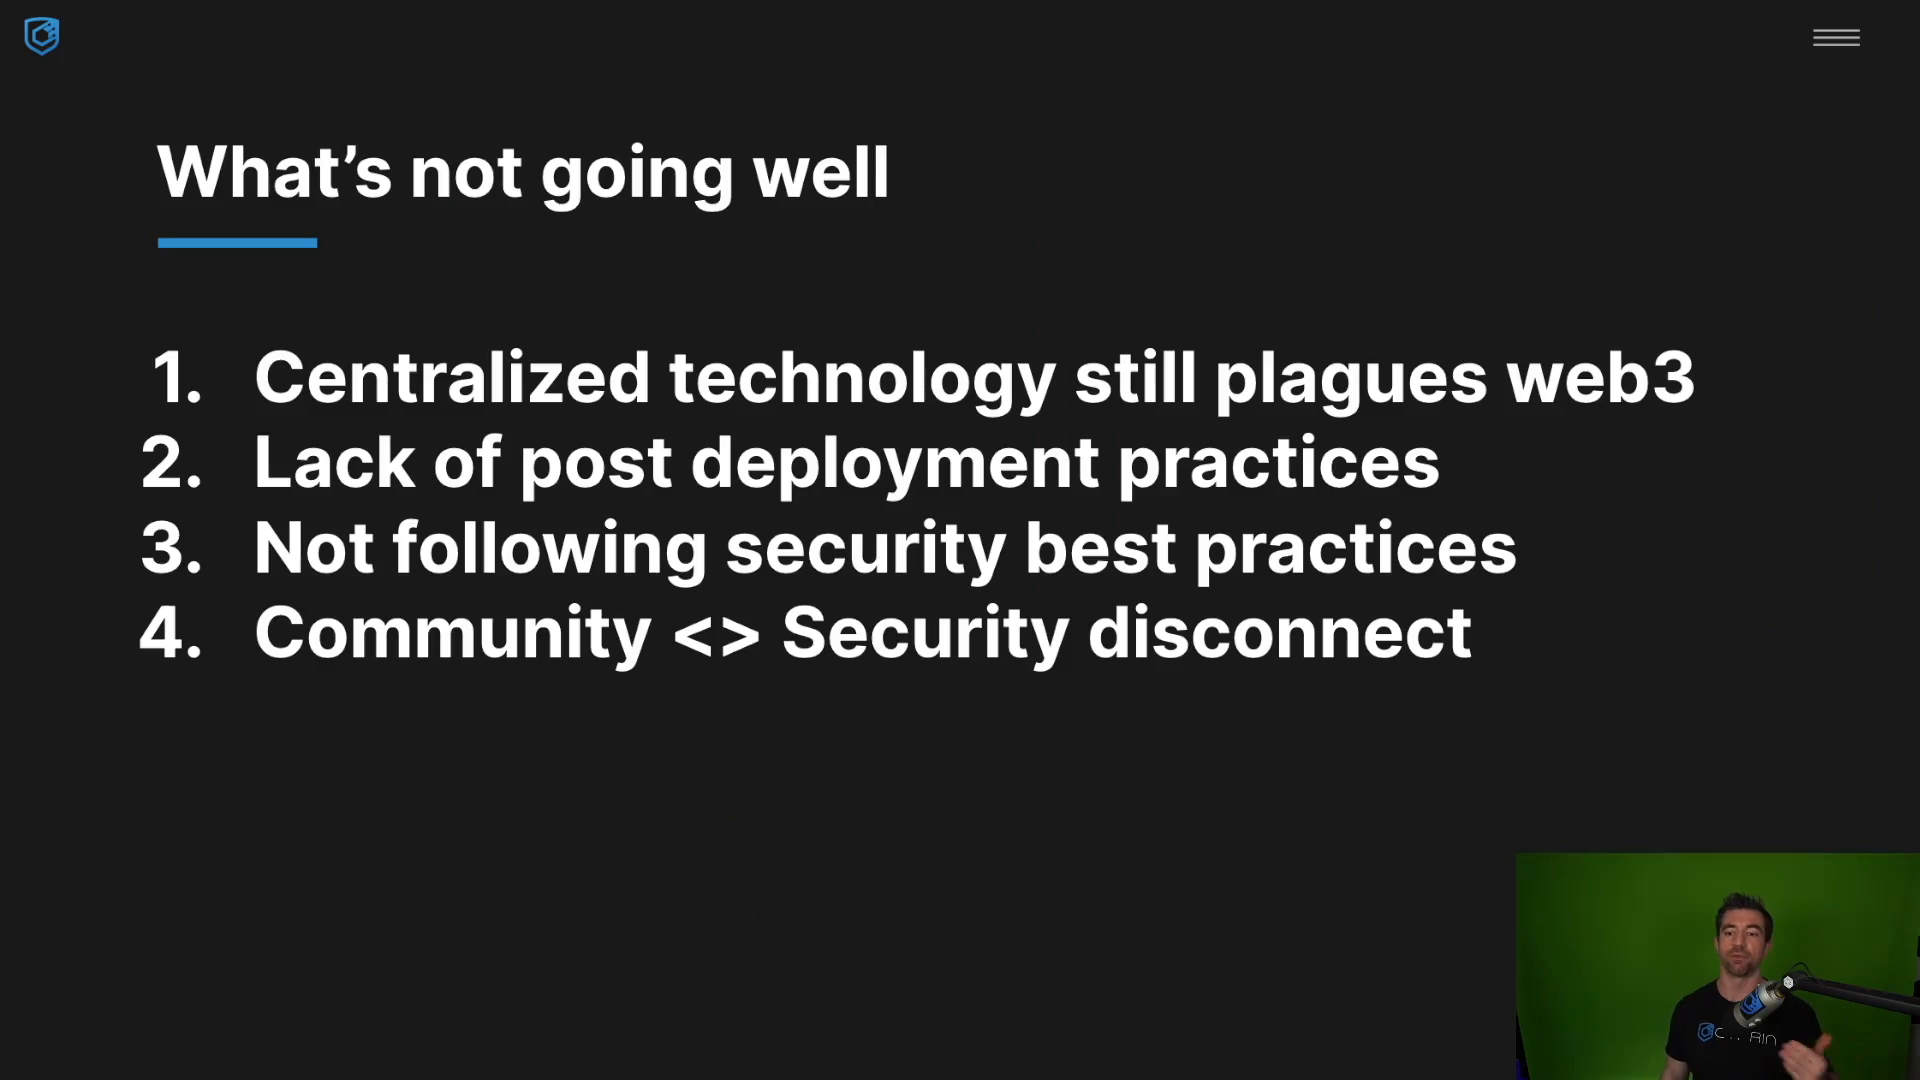 What’s not going well
1. Centralized technology still plagues web3
2. Lack of post deployment practices
3. Not following security best practices
4. Community <> Security disconnect